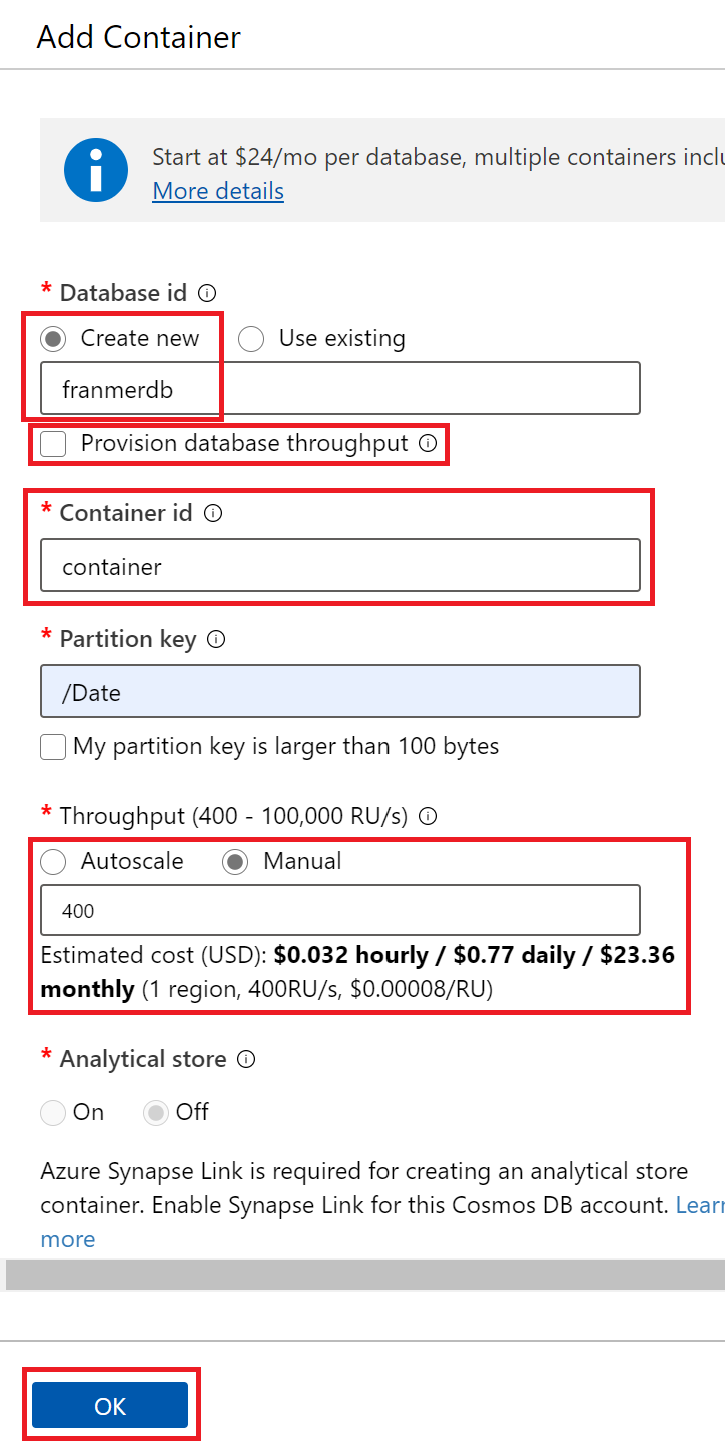 Add Container
Start at $24/mo per database, multiple containers
More details
* Database id
Create new Use existing
franmerdb
Provision database throughput
* Container id
container
* Partition key
/Date
My partition key is larger than 100 bytes
* Throughput (400 - 100,000 RU/s)
Autoscale Manual
400
Estimated cost (USD): $0.032 hourly / $0.77 daily / $23.36
monthly (1 region, 400RU/s, $0.00008/RU)
* Analytical store
On Off
Azure Synapse Link is required for creating an analytical store
container. Enable Synapse Link for this Cosmos DB account.
more
OK